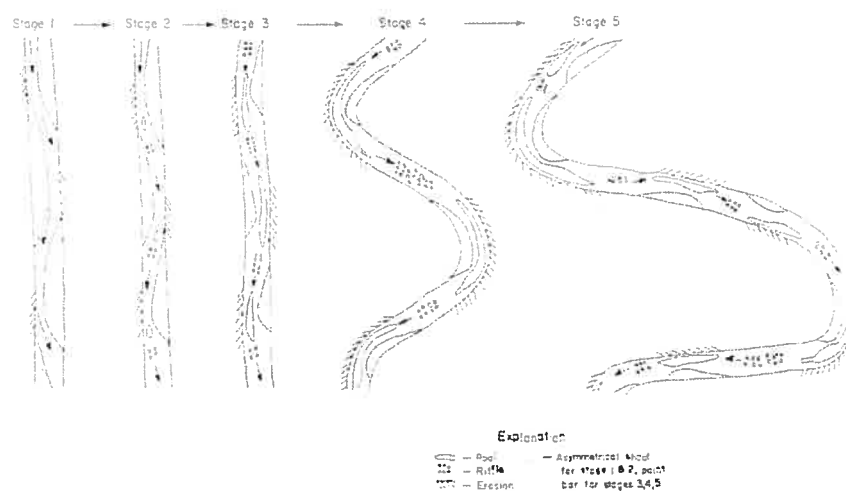 Stage 1 Stage 2 Stage 3 Stage 4 Stage 5
Explanation
– Pool – Asymmetrical shoal
– Riffle for stage 1 & 2, point
– Erosion bar for stages 3,4,5